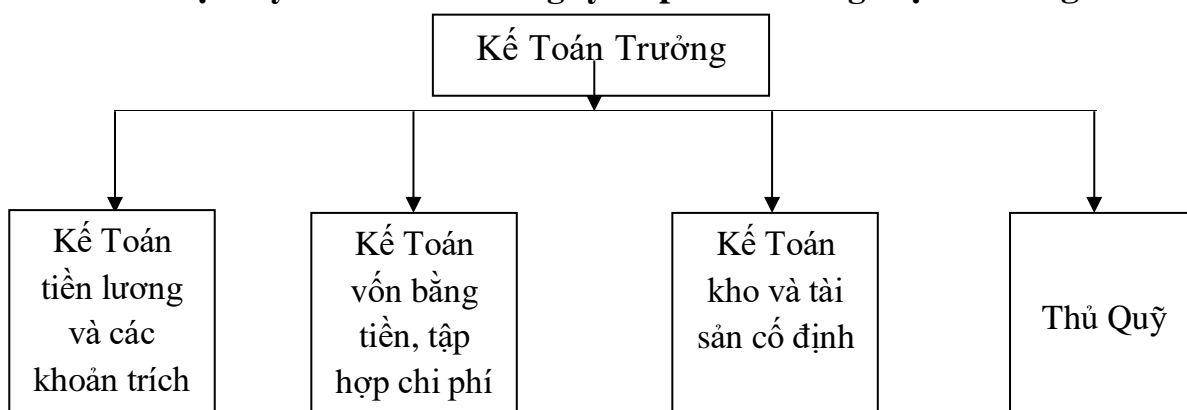 Kế Toán Trưởng
Kế Toán
tiền lương
và các
khoản trích
Kế Toán
vốn bằng
tiền, tập
hợp chi phí
Kế Toán
kho và tài
sản cố định
Thủ Quỹ